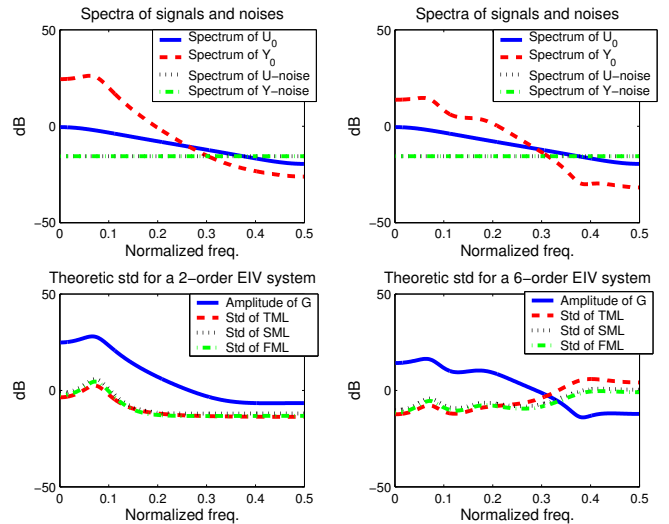 Spectra of signals and noises
50
0
−50
dB
Spectrum of U0
Spectrum of Y0
Spectrum of U−noise
Spectrum of Y−noise
0 0.1 0.2 0.3 0.4 0.5
Normalized freq.
Spectra of signals and noises
50
0
−50
dB
Spectrum of U0
Spectrum of Y0
Spectrum of U−noise
Spectrum of Y−noise
0 0.1 0.2 0.3 0.4 0.5
Normalized freq.
Theoretic std for a 2−order EIV system
50
0
−50
dB
Amplitude of G
Std of TML
Std of SML
Std of FML
0 0.1 0.2 0.3 0.4 0.5
Normalized freq.
Theoretic std for a 6−order EIV system
50
0
−50
dB
Amplitude of G
Std of TML
Std of SML
Std of FML
0 0.1 0.2 0.3 0.4 0.5
Normalized freq.